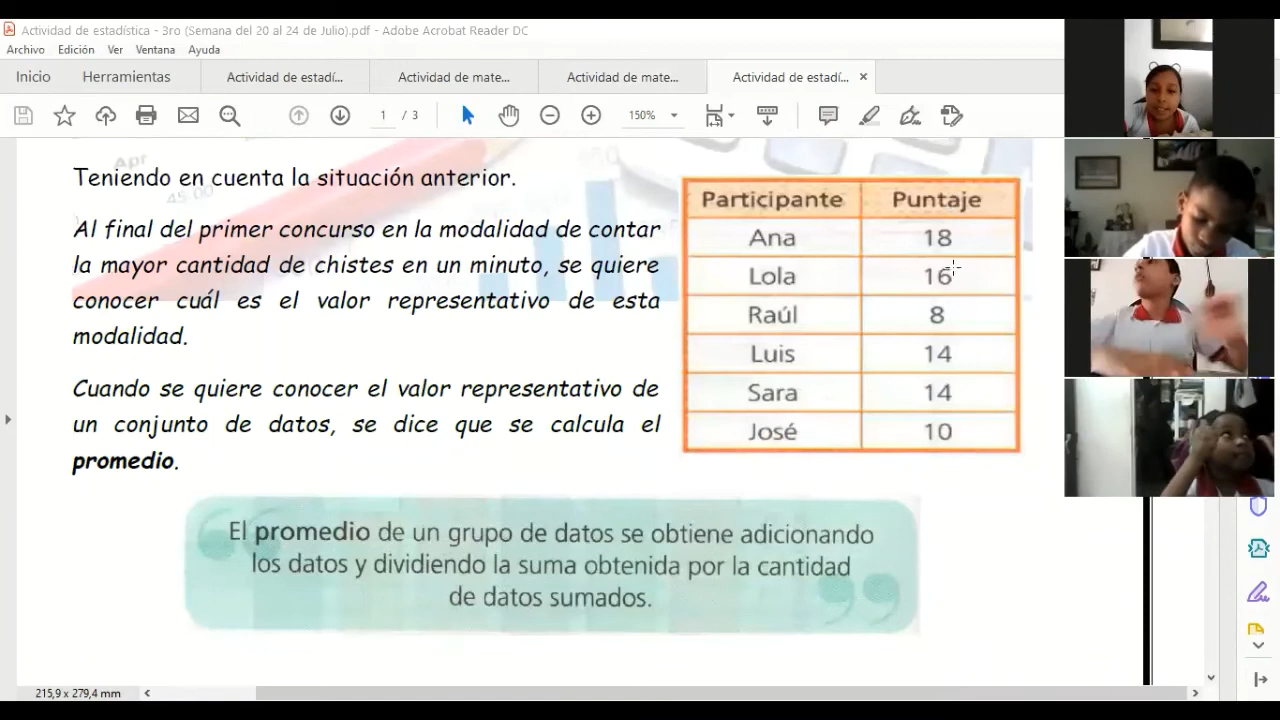 Actividad de estadística - 3ro (Semana del 20 al 24 de Julio).pdf - Adobe Acrobat Reader DC
Archivo Edición Ver Ventana Ayuda
Inicio Herramientas Actividad de estadí... Actividad de mate... Actividad de mate... Actividad de estadí... ×
1 / 3 150%
Apr
45.00
Teniendo en cuenta la situación anterior.
Al final del primer concurso en la modalidad de contar
la mayor cantidad de chistes en un minuto, se quiere
conocer cuál es el valor representativo de esta
modalidad.
Cuando se quiere conocer el valor representativo de
un conjunto de datos, se dice que se calcula el
promedio.
Participante Puntaje
Ana 18
Lola 16
Raúl 8
Luis 14
Sara 14
José 10
El promedio de un grupo de datos se obtiene adicionando
los datos y dividiendo la suma obtenida por la cantidad
de datos sumados.
215,9 x 279,4 mm